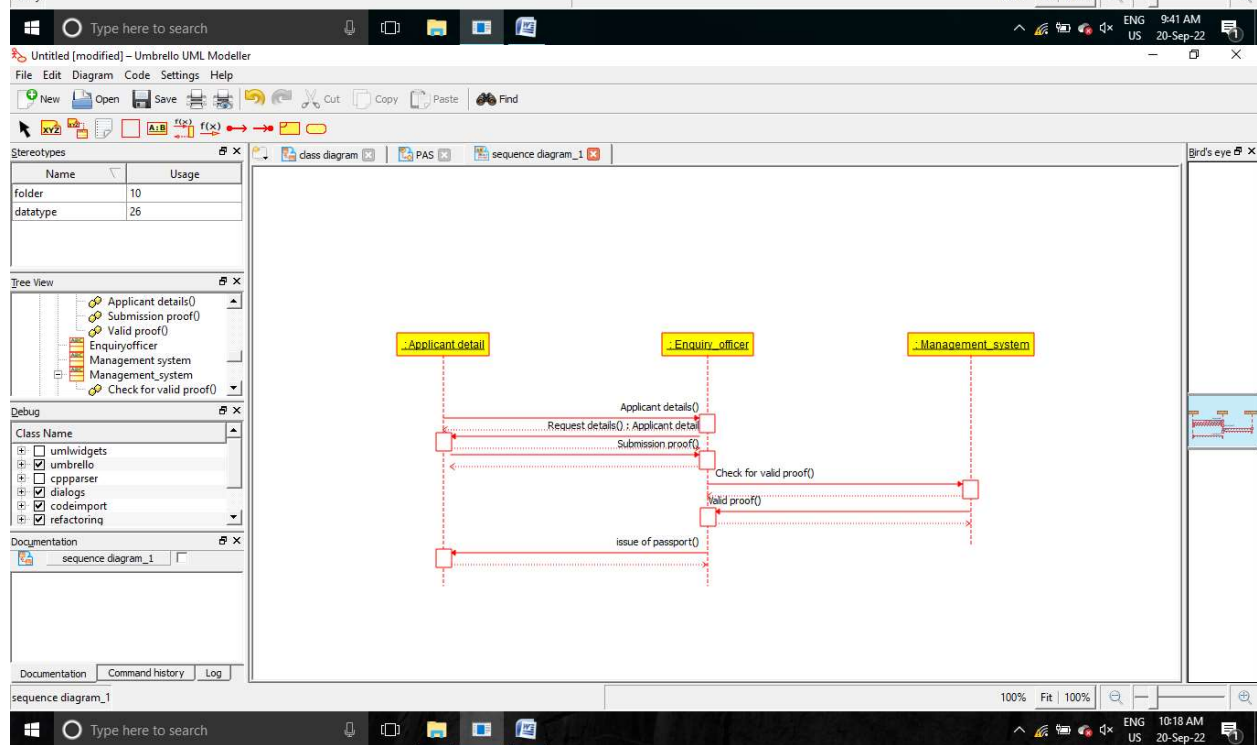 Type here to search
ENG 9:41 AM
US 20-Sep-22
Untitled [modified] – Umbrello UML Modeller
File Edit Diagram Code Settings Help
New Open Save Cut Copy Paste Find
XYZ A:B f(x) f(x)
Stereotypes
class diagram PAS sequence diagram_1
Bird's eye
Name Usage
folder 10
datatype 26
Tree View
Applicant details()
Submission proof()
Valid proof()
Enquiryofficer
Management system
Management_system
Check for valid proof()
Debug
Class Name
umlwidgets
umbrello
cppparser
dialogs
codeimport
refactoring
Documentation
sequence diagram_1
: Applicant detail
: Enquiry_officer
: Management_system
Applicant details()
Request details() : Applicant detail
Submission proof()
Check for valid proof()
Valid proof()
issue of passport()
Documentation Command history Log
sequence diagram_1
100% Fit 100%
Type here to search
ENG 10:18 AM
US 20-Sep-22